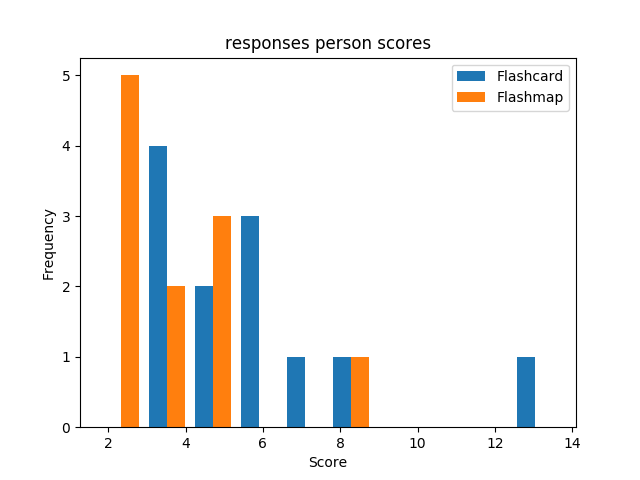 responses person scores
Flashcard
Flashmap
5
4
3
2
1
0
Frequency
2 4 6 8 10 12 14
Score